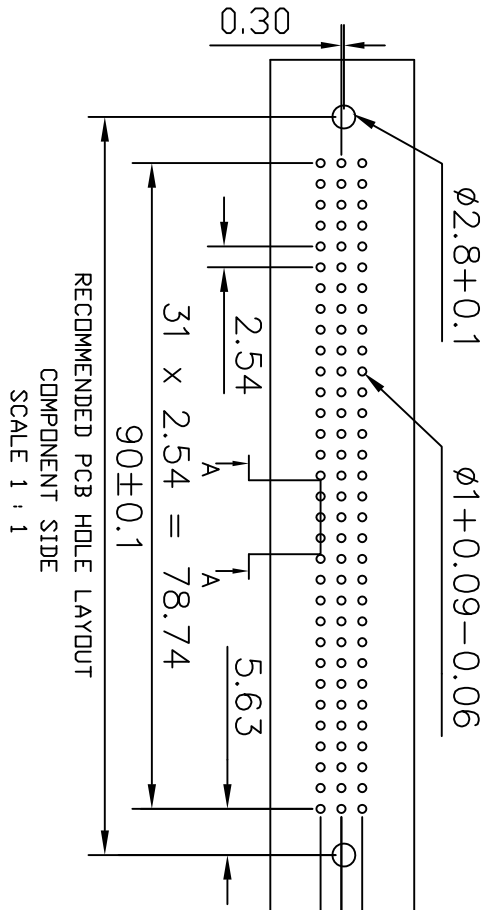 0.30
Ø2.8+0.1
Ø1+0.09-0.06
2.54
5.63
A
A
31 x 2.54 = 78.74
90±0.1
RECOMMENDED PCB HOLE LAYOUT
COMPONENT SIDE
SCALE 1:1